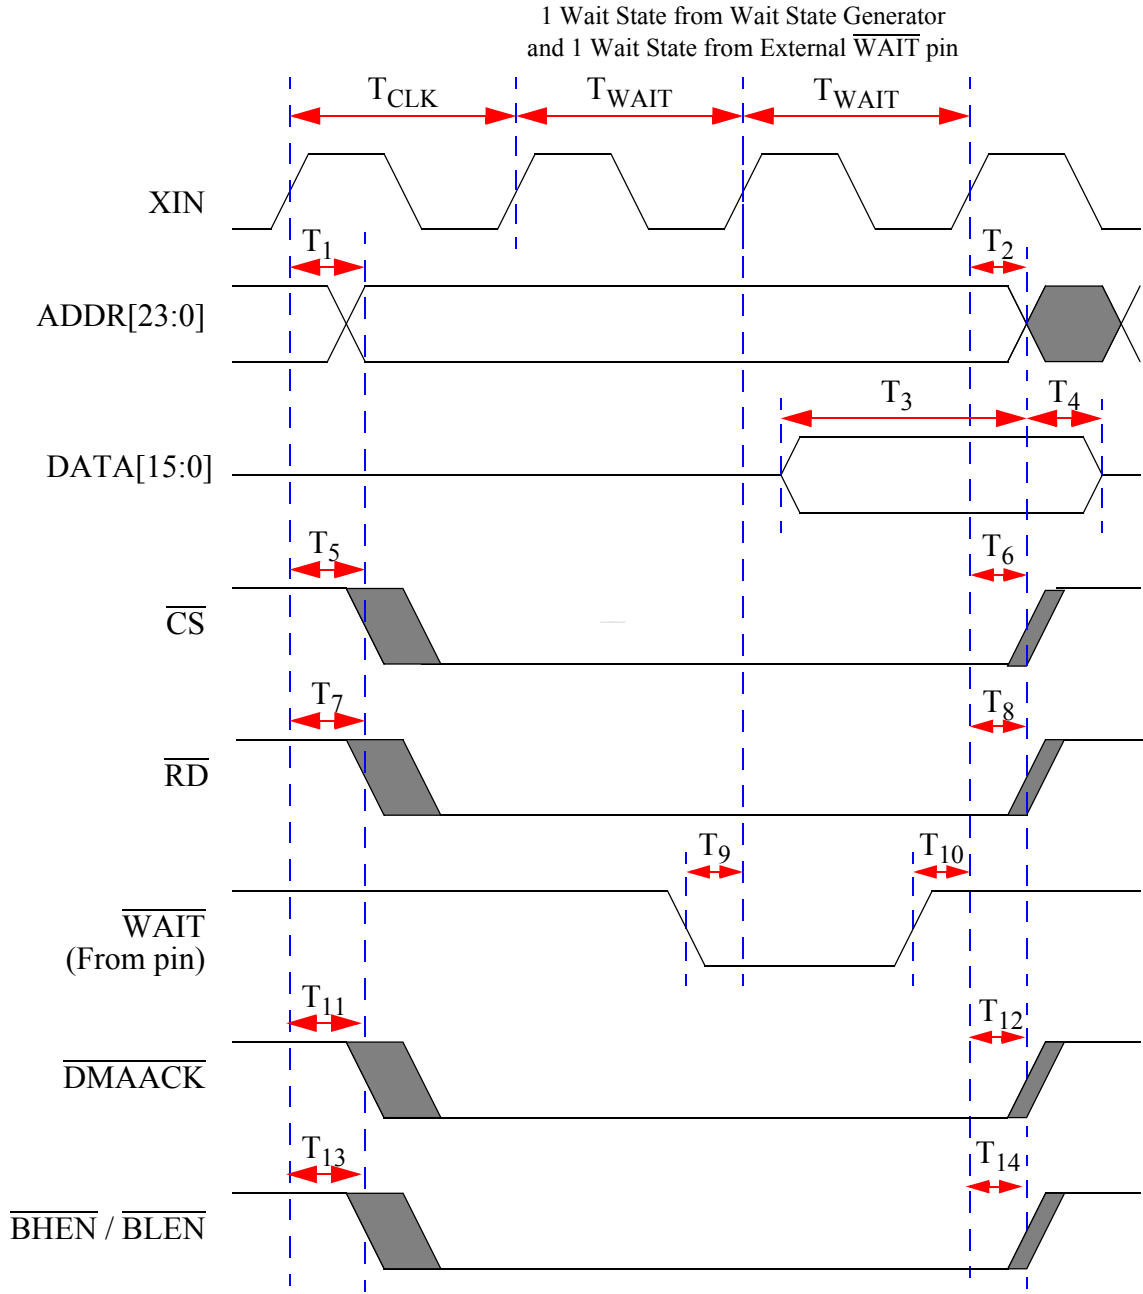 1 Wait State from Wait State Generator
and 1 Wait State from External WAIT pin
TCLK TWAIT TWAIT
XIN
T1 T2
ADDR[23:0]
T3 T4
DATA[15:0]
T5 T6
CS
T7 T8
RD
T9 T10
WAIT
(From pin)
T11 T12
DMAACK
T13 T14
BHEN / BLEN